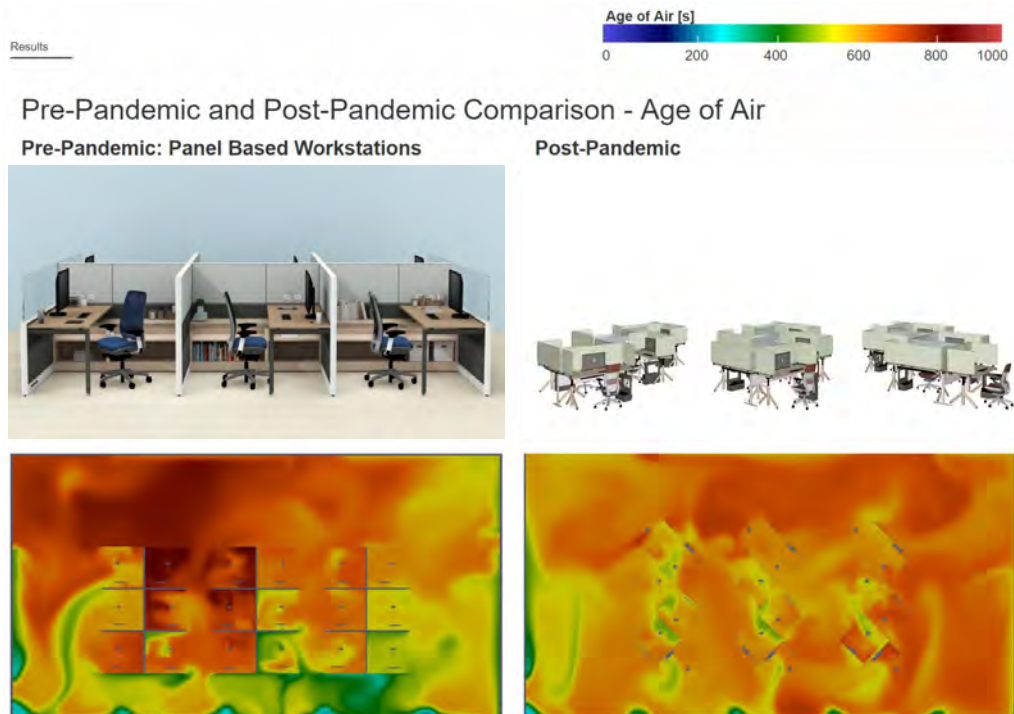 Age of Air [s]
0 200 400 600 800 1000
Results
Pre-Pandemic and Post-Pandemic Comparison - Age of Air
Pre-Pandemic: Panel Based Workstations
Post-Pandemic